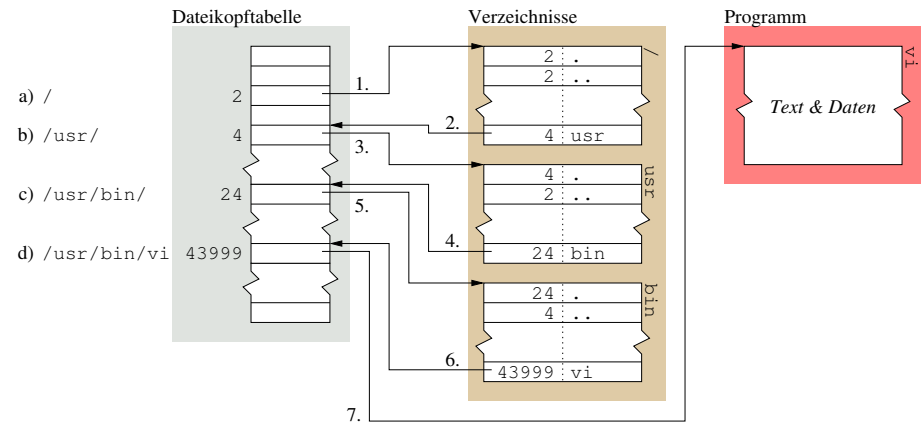 Dateikopftabelle
Verzeichnisse
Programm
a) /
b) /usr/
c) /usr/bin/
d) /usr/bin/vi
2
4
24
43999
1.
2.
3.
4.
5.
6.
7.
/
2 .
2 ..
4 usr
usr
4 .
2 ..
24 bin
bin
24 .
4 ..
43999 vi
vi
Text & Daten